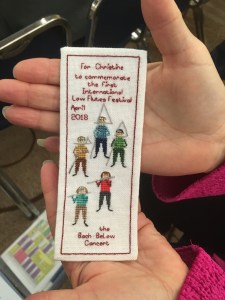 for Christine
to commemorate
the First
International
Low Flutes Festival
April
2018
the
Bach: Below
Concert